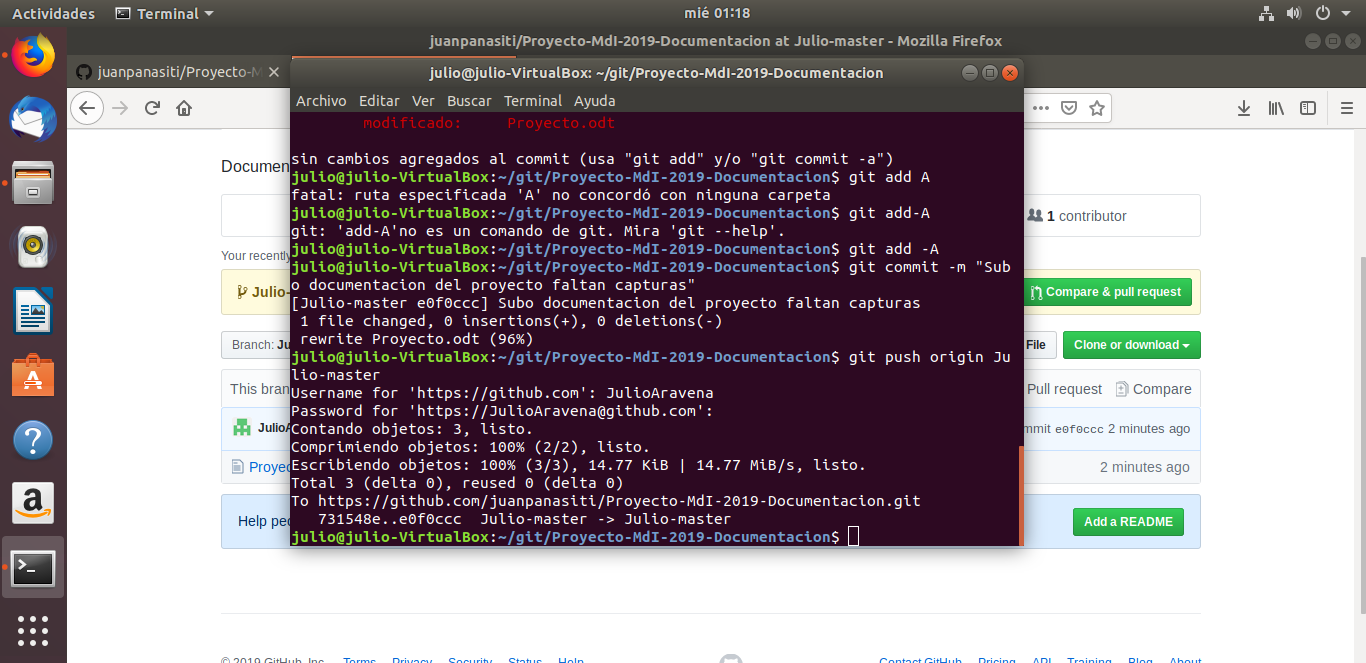 Actividades
Terminal
mié 01:18
juanpanasiti/Proyecto-MdI-2019-Documentacion at Julio-master - Mozilla Firefox
juanpanasiti/Proyecto-M
julio@julio-VirtualBox: ~/git/Proyecto-MdI-2019-Documentacion
Archivo Editar Ver Buscar Terminal Ayuda
modificado: Proyecto.odt
sin cambios agregados al commit (usa "git add" y/o "git commit -a")
julio@julio-VirtualBox:~/git/Proyecto-MdI-2019-Documentacion$ git add A
fatal: ruta especificada 'A' no concordó con ninguna carpeta
julio@julio-VirtualBox:~/git/Proyecto-MdI-2019-Documentacion$ git add-A
git: 'add-A'no es un comando de git. Mira 'git --help'.
julio@julio-VirtualBox:~/git/Proyecto-MdI-2019-Documentacion$ git add -A
julio@julio-VirtualBox:~/git/Proyecto-MdI-2019-Documentacion$ git commit -m "Sub
o documentacion del proyecto faltan capturas"
[Julio-master e0f0ccc] Subo documentacion del proyecto faltan capturas
1 file changed, 0 insertions(+), 0 deletions(-)
rewrite Proyecto.odt (96%)
julio@julio-VirtualBox:~/git/Proyecto-MdI-2019-Documentacion$ git push origin Ju
lio-master
Username for 'https://github.com': JulioAravena
Password for 'https://JulioAravena@github.com':
Contando objetos: 3, listo.
Comprimiendo objetos: 100% (2/2), listo.
Escribiendo objetos: 100% (3/3), 14.77 KiB | 14.77 MiB/s, listo.
Total 3 (delta 0), reused 0 (delta 0)
To https://github.com/juanpanasiti/Proyecto-MdI-2019-Documentacion.git
731548e..e0f0ccc Julio-master -> Julio-master
julio@julio-VirtualBox:~/git/Proyecto-MdI-2019-Documentacion$
Documen
1 contributor
Your recently
Julio-
Compare & pull request
Branch: Ju
File
Clone or download
This bran
Pull request
Compare
JulioA
mmit e0f0ccc 2 minutes ago
Proye
2 minutes ago
Help peo
Add a README
© 2019 GitHub, Inc.
Terms
Privacy
Security
Status
Help
Contact GitHub
Pricing
API
Training
Blog
About